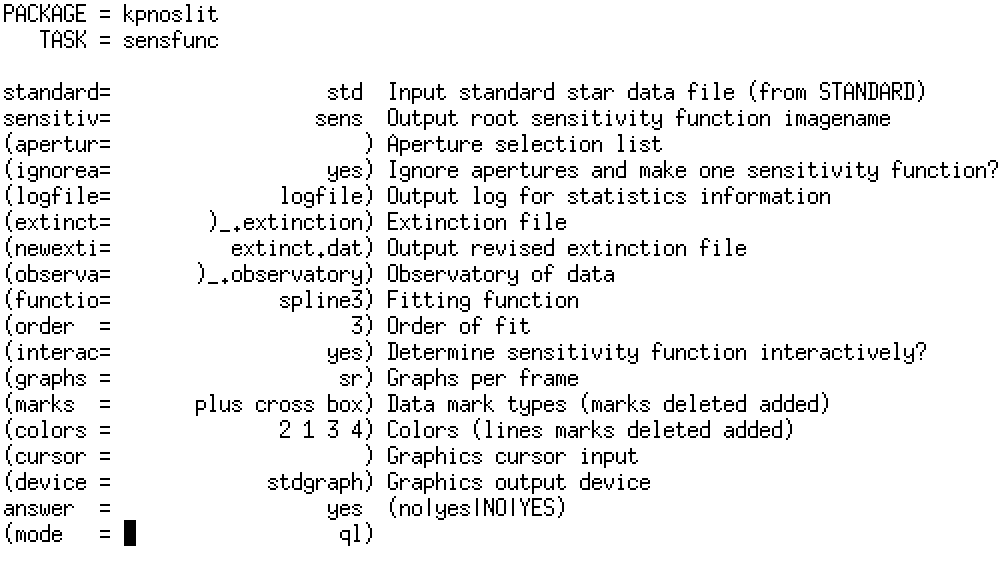 PACKAGE = kpnoslit
TASK = sensfunc
standard= std Input standard star data file (from STANDARD)
sensitiv= sens Output root sensitivity function imagename
(apertur= ) Aperture selection list
(ignorea= yes) Ignore apertures and make one sensitivity function?
(logfile= logfile) Output log for statistics information
(extinct= )_.extinction) Extinction file
(newexti= extinct.dat) Output revised extinction file
(observa= )_.observatory) Observatory of data
(functio= spline3) Fitting function
(order = 3) Order of fit
(interac= yes) Determine sensitivity function interactively?
(graphs = sr) Graphs per frame
(marks = plus cross box) Data mark types (marks deleted added)
(colors = 2 1 3 4) Colors (lines marks deleted added)
(cursor = ) Graphics cursor input
(device = stdgraph) Graphics output device
answer = yes (no|yes|NO|YES)
(mode = ql)